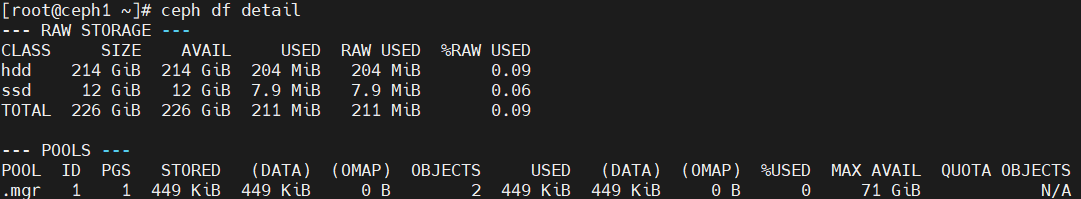 [root@ceph1 ~]# ceph df detail
--- RAW STORAGE ---
CLASS     SIZE    AVAIL     USED  RAW USED  %RAW USED
hdd    214 GiB  214 GiB  204 MiB   204 MiB       0.09
ssd     12 GiB   12 GiB  7.9 MiB   7.9 MiB       0.06
TOTAL  226 GiB  226 GiB  211 MiB   211 MiB       0.09

--- POOLS ---
POOL  ID  PGS   STORED   (DATA)  (OMAP)  OBJECTS     USED   (DATA)  (OMAP)  %USED  MAX AVAIL  QUOTA OBJECTS
.mgr   1    1  449 KiB  449 KiB     0 B        2  449 KiB  449 KiB     0 B      0     71 GiB            N/A